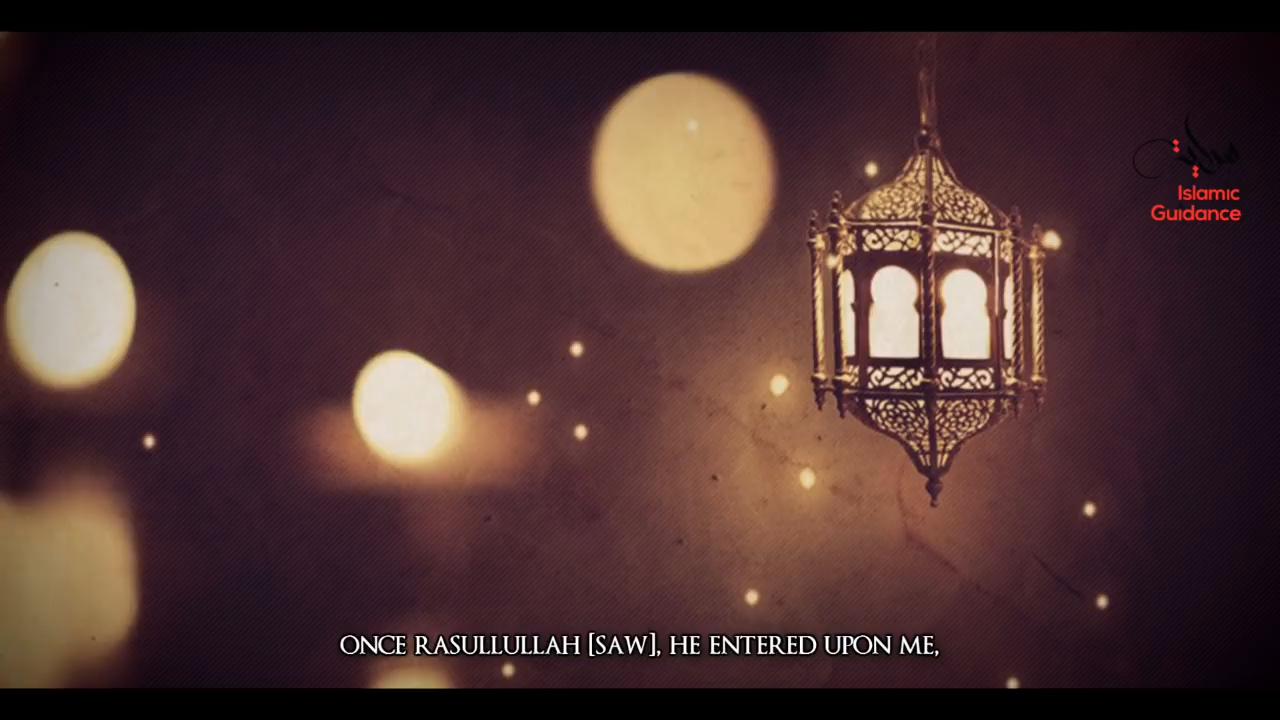 Islamic
Guidance
ONCE RASULLULLAH [SAW], HE ENTERED UPON ME,